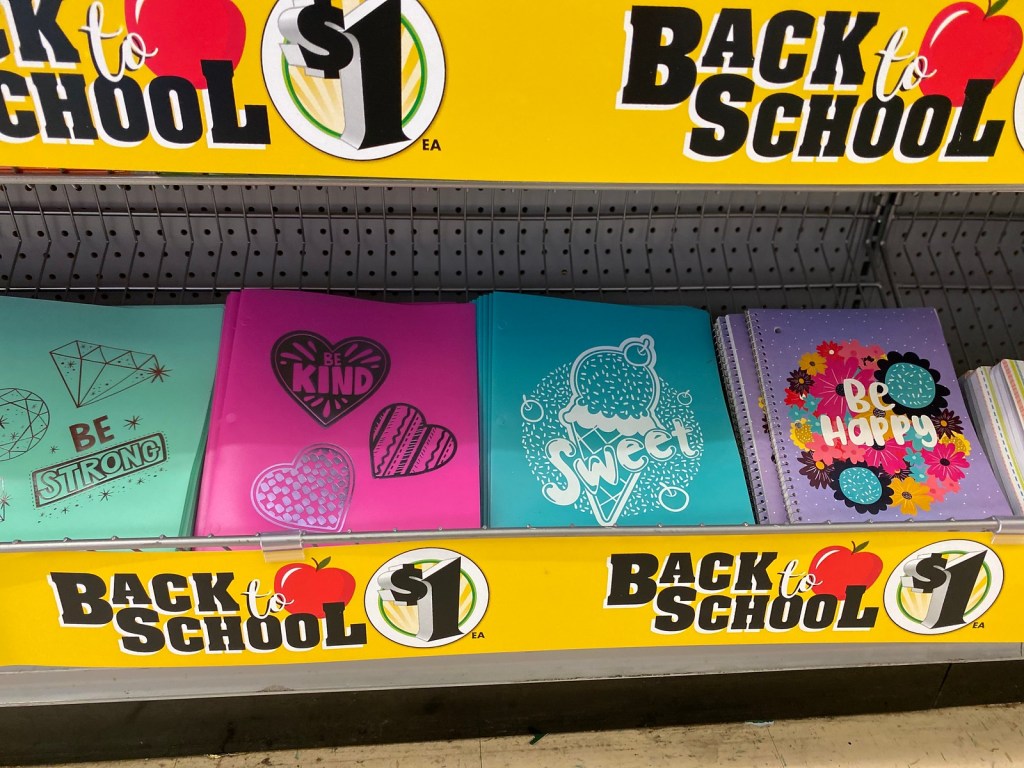 BACK to
SCHOOL
$1
EA
BACK to
SCHOOL
BE
STRONG
BE
KIND
Sweet
Be
Happy
BACK to
SCHOOL
$1
EA
BACK to
SCHOOL
$1
EA